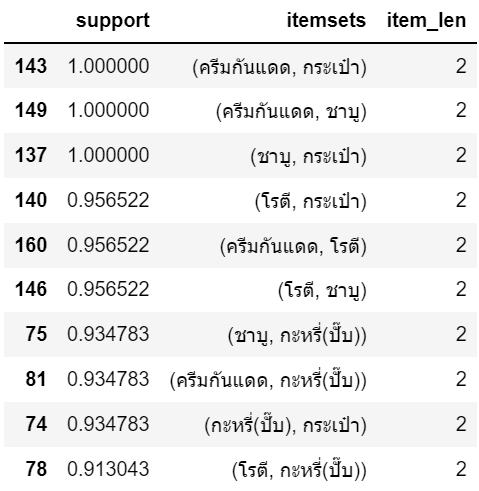 support itemsets item_len
143 1.000000 (ครีมกันแดด, กระเป๋า) 2
149 1.000000 (ครีมกันแดด, ชาบู) 2
137 1.000000 (ชาบู, กระเป๋า) 2
140 0.956522 (โรตี, กระเป๋า) 2
160 0.956522 (ครีมกันแดด, โรตี) 2
146 0.956522 (โรตี, ชาบู) 2
75 0.934783 (ชาบู, กะหรี่(ปั๊บ)) 2
81 0.934783 (ครีมกันแดด, กะหรี่(ปั๊บ)) 2
74 0.934783 (กะหรี่(ปั๊บ), กระเป๋า) 2
78 0.913043 (โรตี, กะหรี่(ปั๊บ)) 2